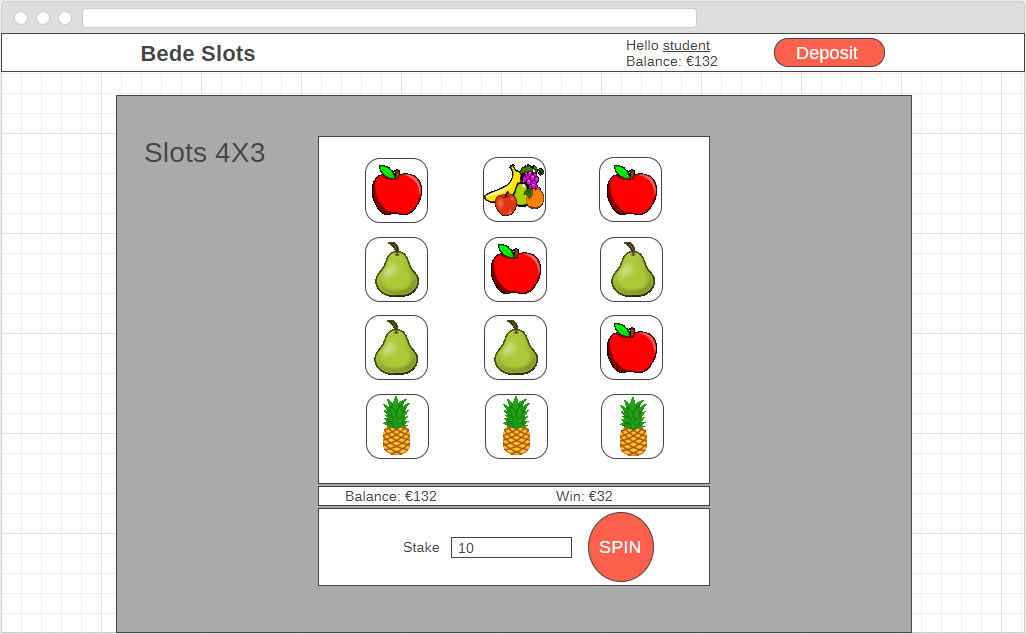 Bede Slots
Hello student
Balance: €132
Deposit
Slots 4X3
Balance: €132 Win: €32
Stake 10 SPIN